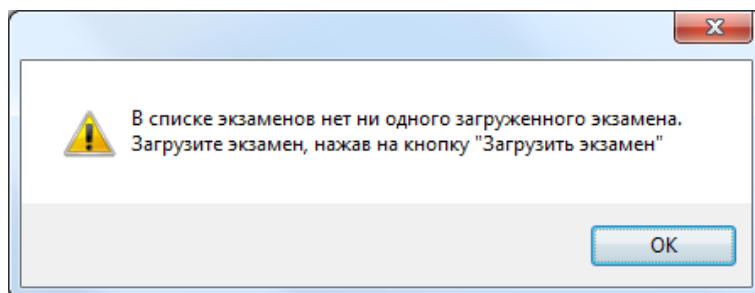 В списке экзаменов нет ни одного загруженного экзамена.
Загрузите экзамен, нажав на кнопку "Загрузить экзамен"
OK